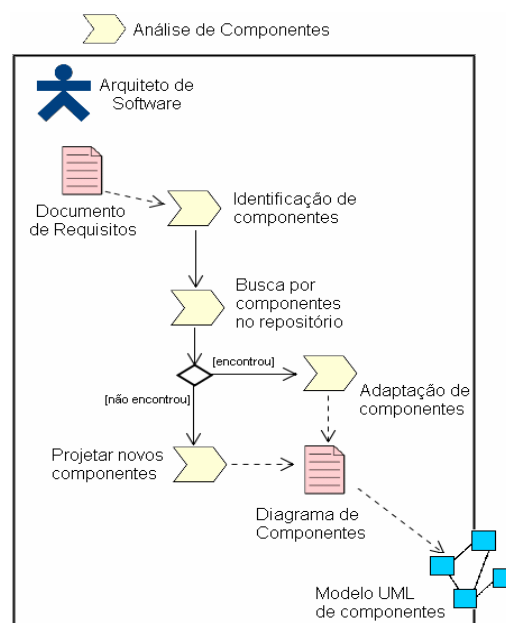 Análise de Componentes
Arquiteto de
Software
Documento
de Requisitos
Identificação de
componentes
Busca por
componentes
no repositório
[encontrou]
[não encontrou]
Adaptação de
componentes
Projetar novos
componentes
Diagrama de
Componentes
Modelo UML
de componentes